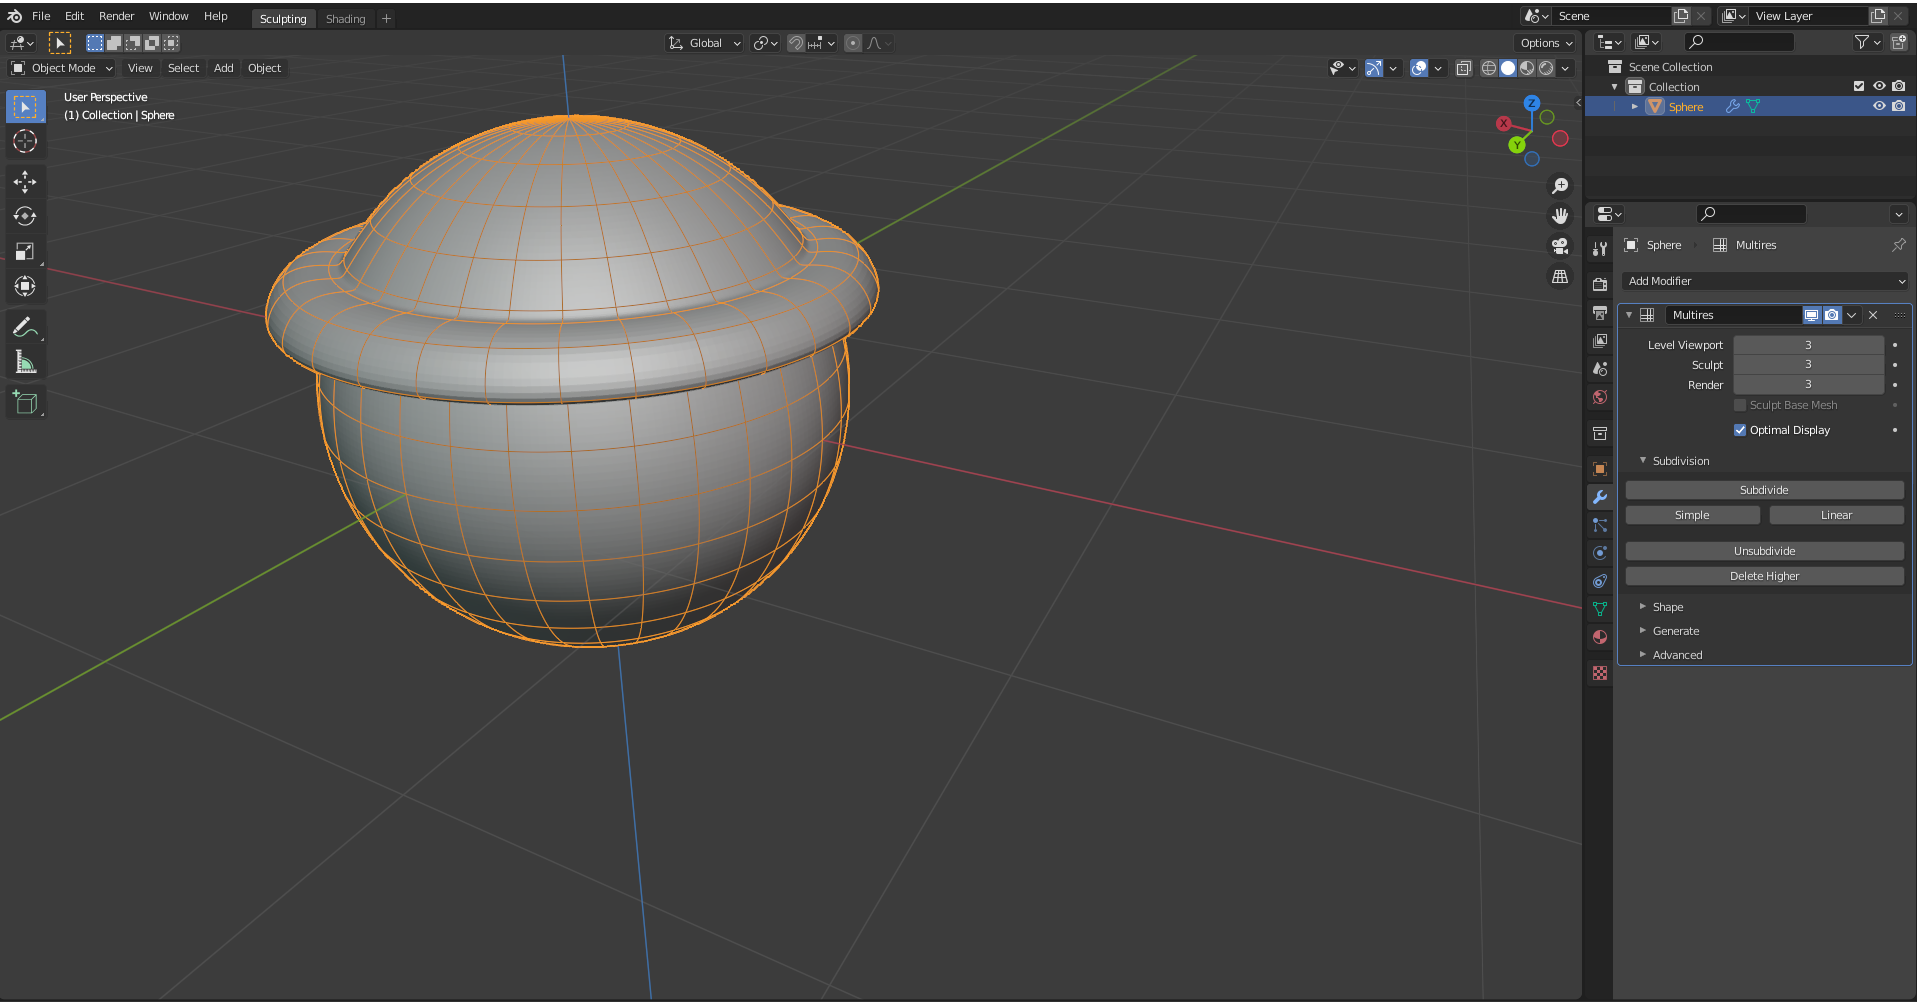 File Edit Render Window Help Sculpting Shading + Scene View Layer
Global Options
Object Mode View Select Add Object
User Perspective
(1) Collection | Sphere
Z
X
Y
Scene Collection
Collection
Sphere
Sphere Multires
Add Modifier
Multires
Level Viewport 3
Sculpt 3
Render 3
Sculpt Base Mesh
Optimal Display
Subdivision
Subdivide
Simple Linear
Unsubdivide
Delete Higher
Shape
Generate
Advanced